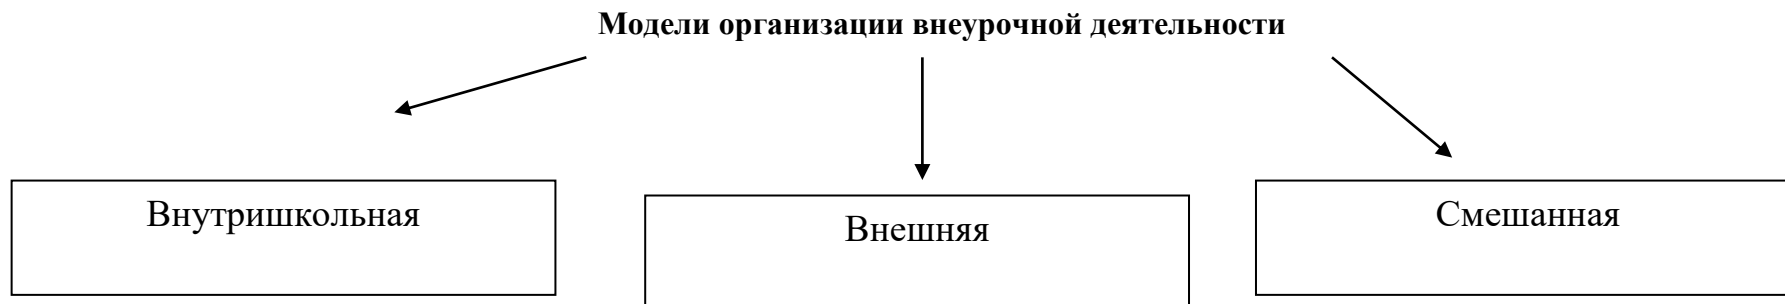 Модели организации внеурочной деятельности
Внутришкольная
Внешняя
Смешанная